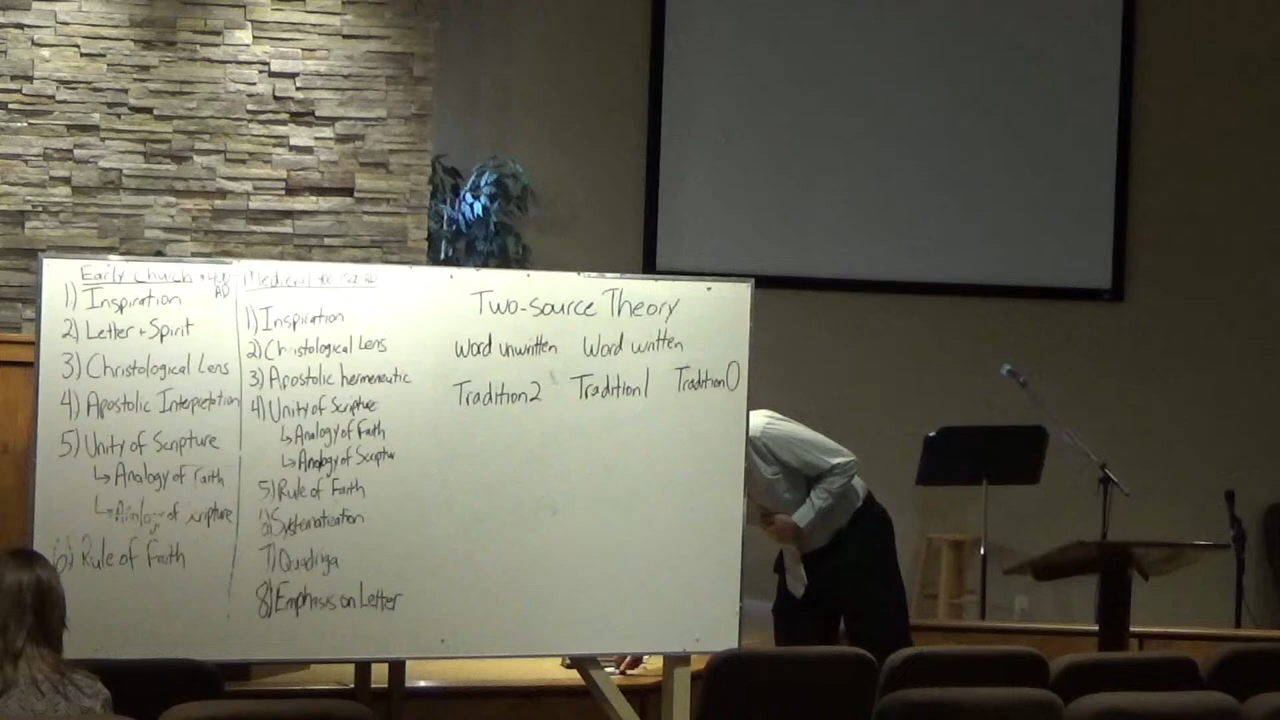 Early Church
AD
1) Inspiration
2) Letter + Spirit
3) Christological Lens
4) Apostolic Interpretation
5) Unity of Scripture
↳ Analogy of Faith
↳ Analogy of Scripture
6) Rule of Faith
Medieval
1) Inspiration
2) Christological Lens
3) Apostolic hermeneutic
4) Unity of Scripture
↳ Analogy of Faith
↳ Analogy of Scriptur
5) Rule of Faith
6) Systematization
7) Quadriga
8) Emphasis on Letter
Two-source Theory
Word unwritten Word written
Tradition 2 Tradition 1 Tradition 0